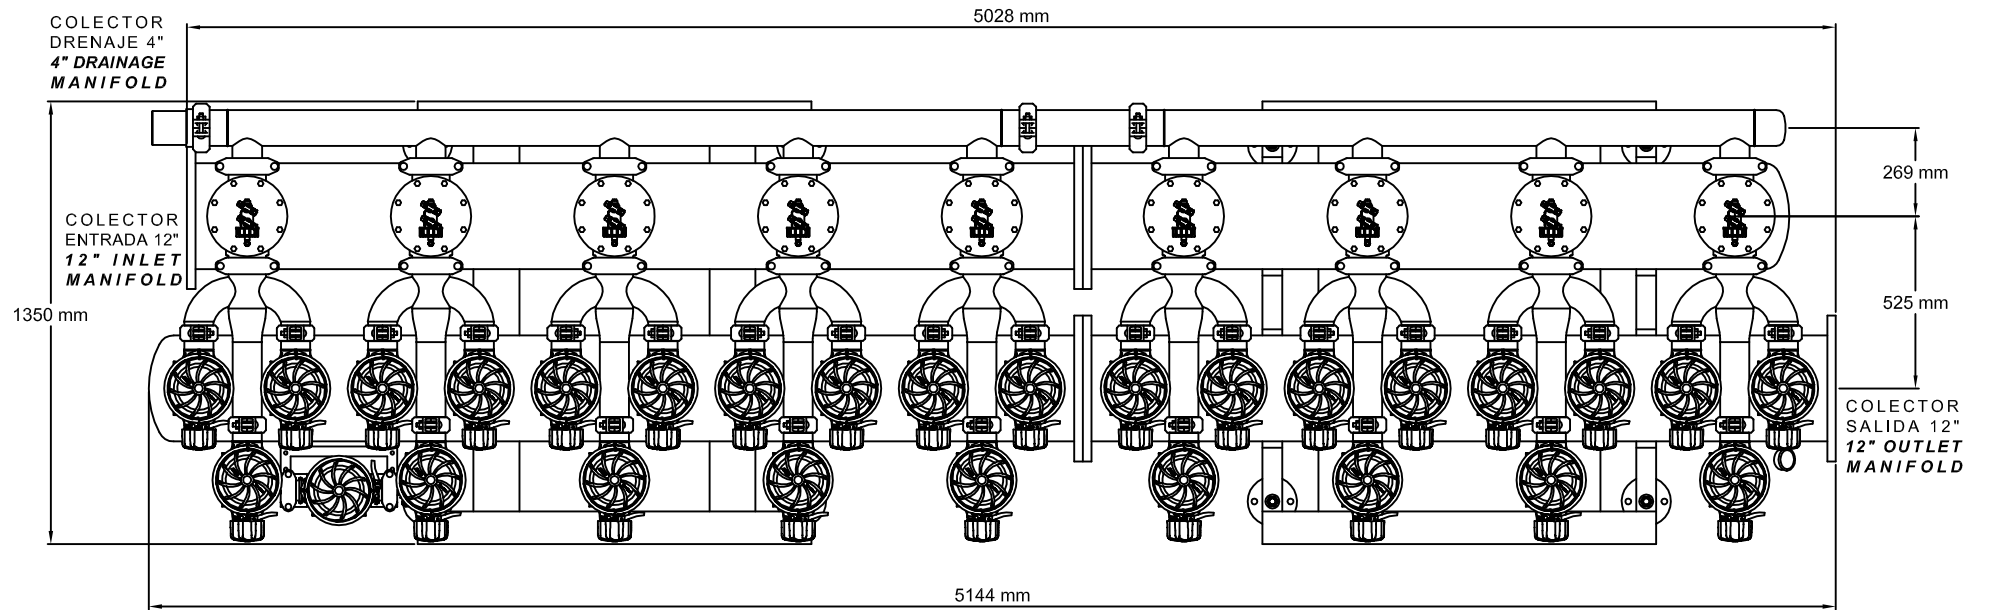 COLECTOR
DRENAJE 4"
4" DRAINAGE
MANIFOLD
5028 mm
269 mm
COLECTOR
ENTRADA 12"
12" INLET
MANIFOLD
1350 mm
525 mm
COLECTOR
SALIDA 12"
12" OUTLET
MANIFOLD
5144 mm